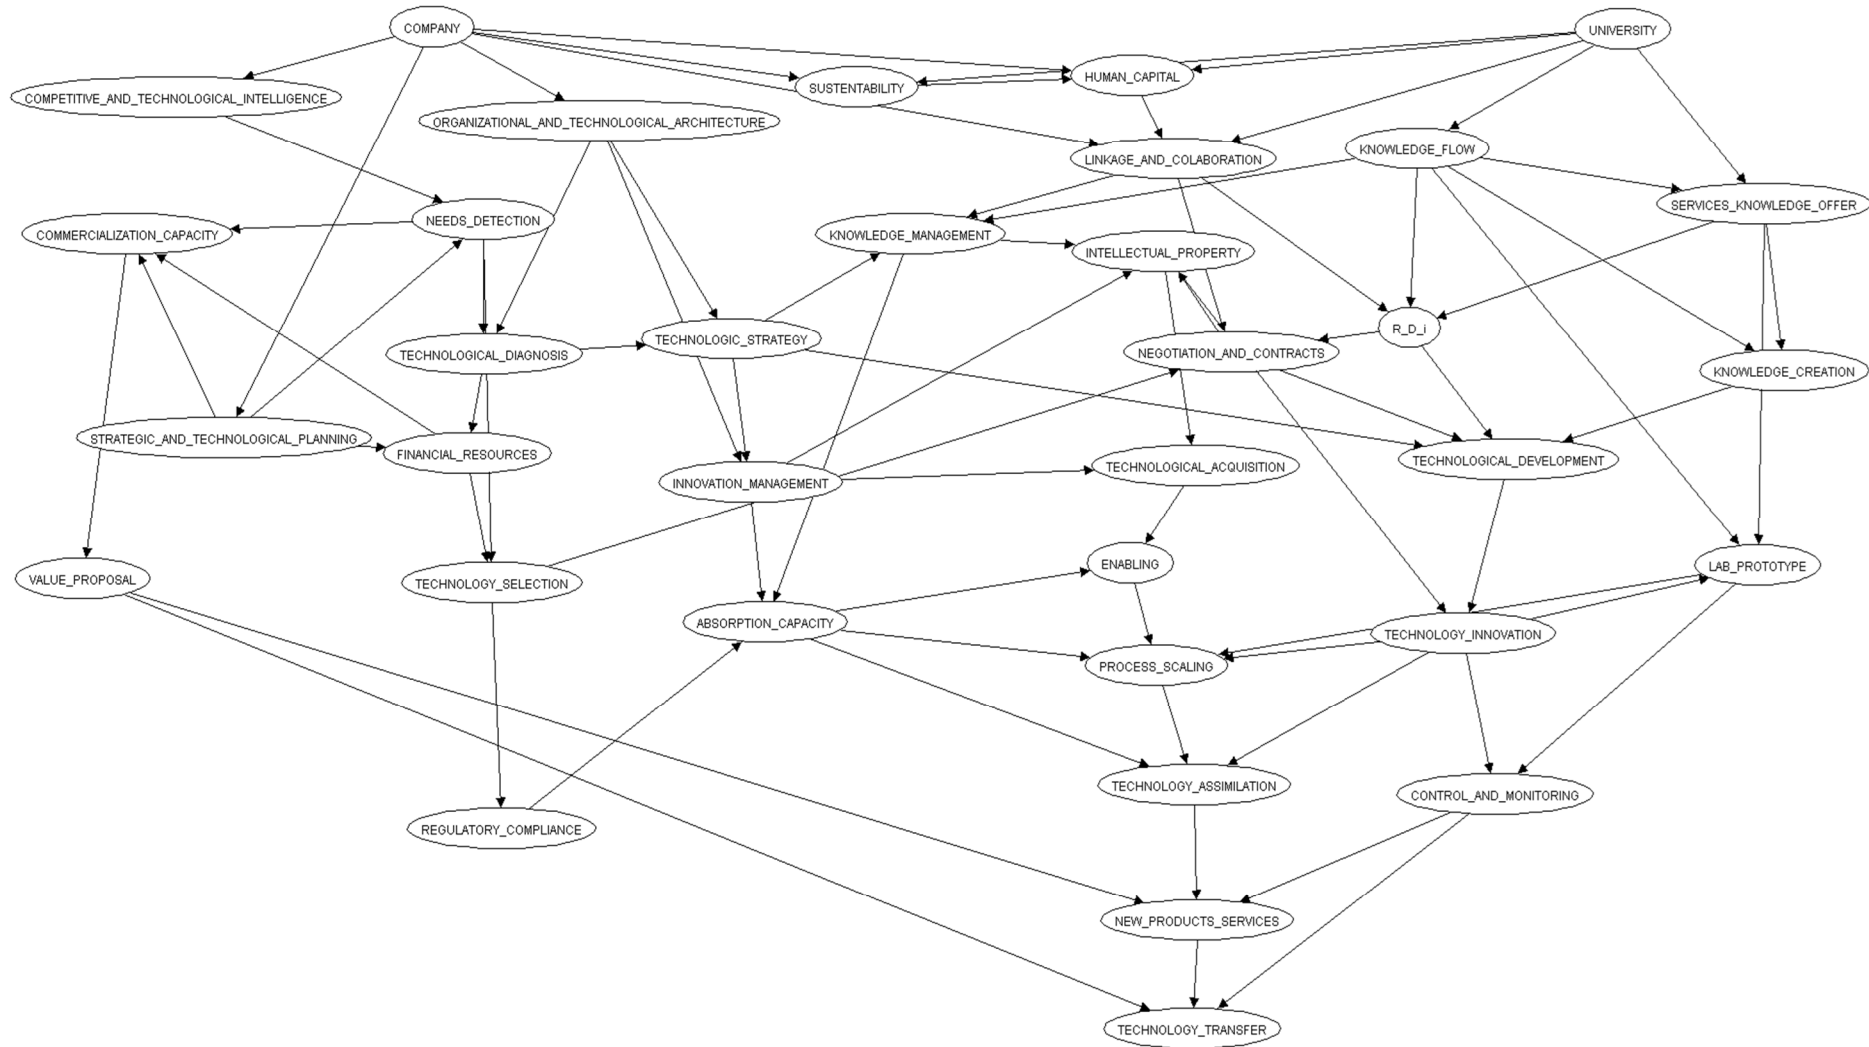 COMPANY
UNIVERSITY
HUMAN_CAPITAL
SUSTENTABILITY
COMPETITIVE_AND_TECHNOLOGICAL_INTELLIGENCE
ORGANIZATIONAL_AND_TECHNOLOGICAL_ARCHITECTURE
KNOWLEDGE_FLOW
LINKAGE_AND_COLABORATION
SERVICES_KNOWLEDGE_OFFER
NEEDS_DETECTION
COMMERCIALIZATION_CAPACITY
KNOWLEDGE_MANAGEMENT
INTELLECTUAL_PROPERTY
R_D_i
TECHNOLOGIC_STRATEGY
TECHNOLOGICAL_DIAGNOSIS
NEGOTIATION_AND_CONTRACTS
KNOWLEDGE_CREATION
STRATEGIC_AND_TECHNOLOGICAL_PLANNING
FINANCIAL_RESOURCES
TECHNOLOGICAL_DEVELOPMENT
TECHNOLOGICAL_ACQUISITION
INNOVATION_MANAGEMENT
ENABLING
LAB_PROTOTYPE
VALUE_PROPOSAL
TECHNOLOGY_SELECTION
ABSORPTION_CAPACITY
TECHNOLOGY_INNOVATION
PROCESS_SCALING
TECHNOLOGY_ASSIMILATION
CONTROL_AND_MONITORING
REGULATORY_COMPLIANCE
NEW_PRODUCTS_SERVICES
TECHNOLOGY_TRANSFER